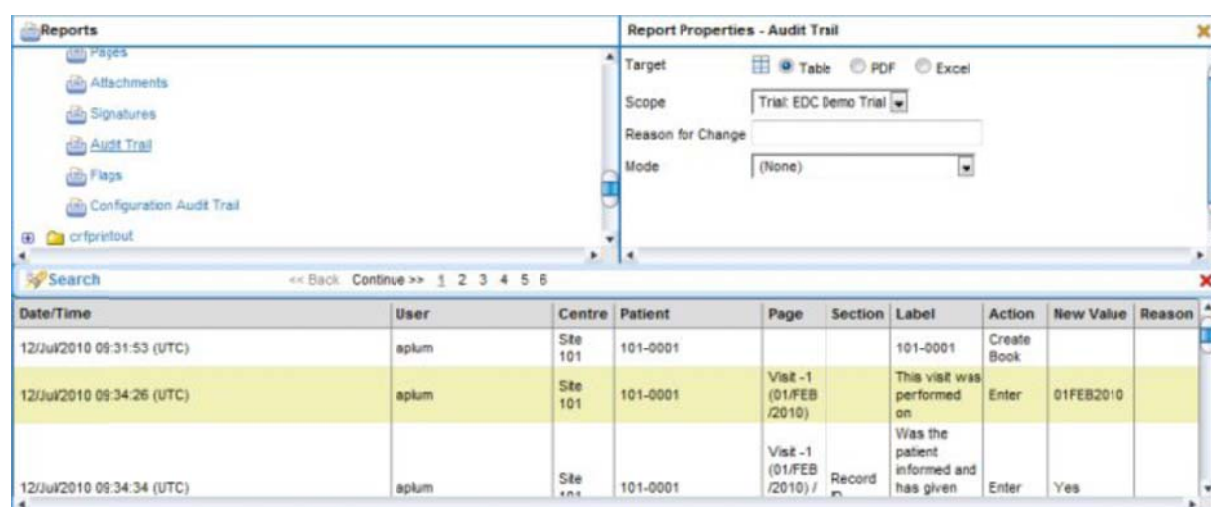 Reports
Pages
Attachments
Signatures
Audit Trail
Flags
Configuration Audit Trail
crfprintout
Report Properties - Audit Trail
Target Table PDF Excel
Scope Trial: EDC Demo Trial
Reason for Change
Mode (None)
Search << Back Continue >> 1 2 3 4 5 6
Date/Time User Centre Patient Page Section Label Action New Value Reason
12/Jul/2010 09:31:53 (UTC) aplum Site 101 101-0001 101-0001 Create Book
12/Jul/2010 09:34:26 (UTC) aplum Site 101 101-0001 Visit -1 (01/FEB/2010) This visit was performed on Enter 01FEB2010
12/Jul/2010 09:34:34 (UTC) aplum Site 101 101-0001 Visit -1 (01/FEB/2010) / Record Was the patient informed and has given Enter Yes